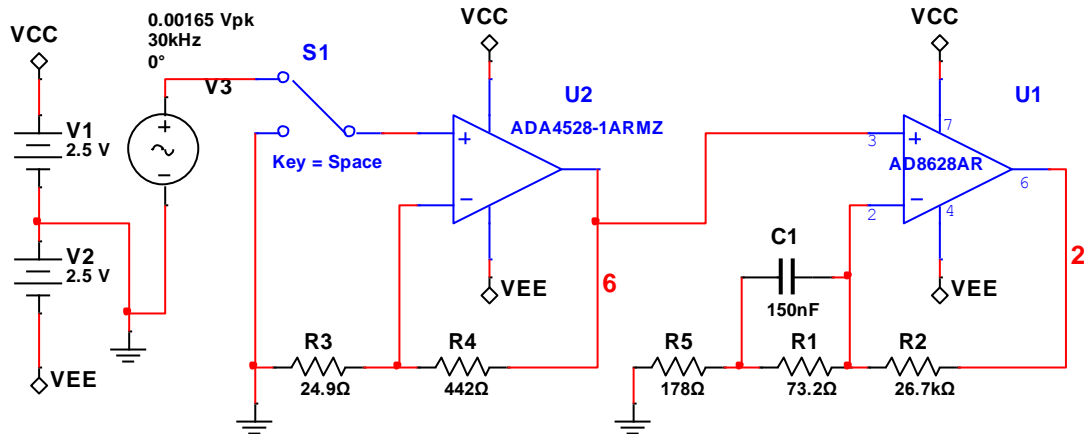 VCC
0.00165 Vpk
30kHz
0°
V3
S1
Key = Space
V1
2.5 V
V2
2.5 V
VEE
VCC
U2
ADA4528-1ARMZ
+
−
VEE
6
R3
24.9Ω
R4
442Ω
VCC
U1
AD8628AR
+
−
3
2
7
4
6
VEE
2
C1
150nF
R5
178Ω
R1
73.2Ω
R2
26.7kΩ